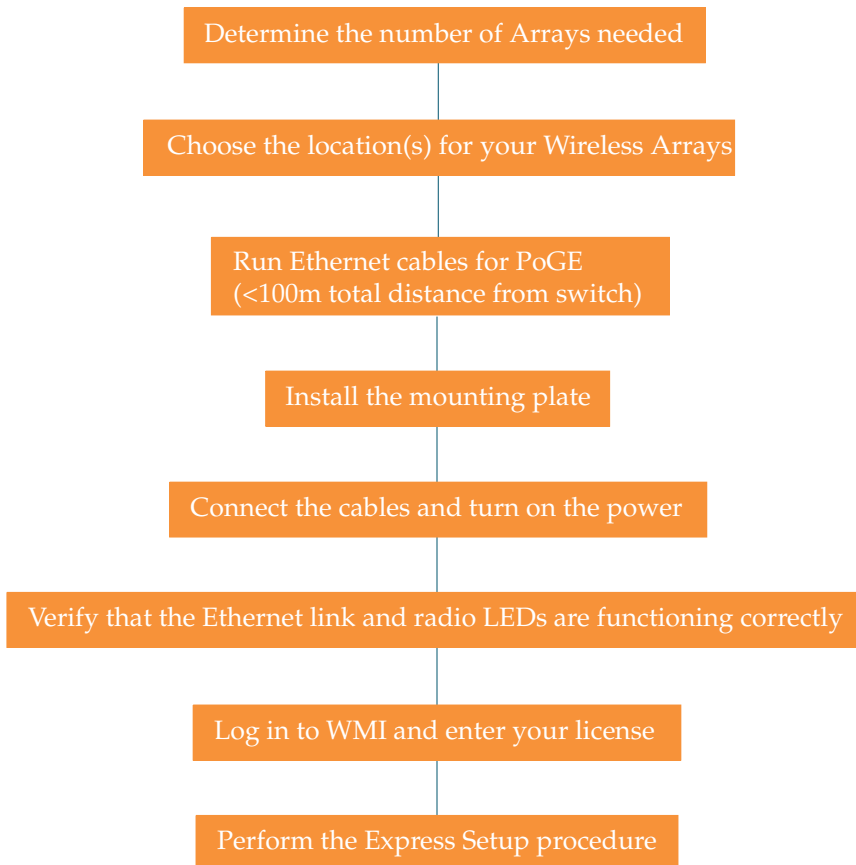 Determine the number of Arrays needed
Choose the location(s) for your Wireless Arrays
Run Ethernet cables for PoGE
(<100m total distance from switch)
Install the mounting plate
Connect the cables and turn on the power
Verify that the Ethernet link and radio LEDs are functioning correctly
Log in to WMI and enter your license
Perform the Express Setup procedure